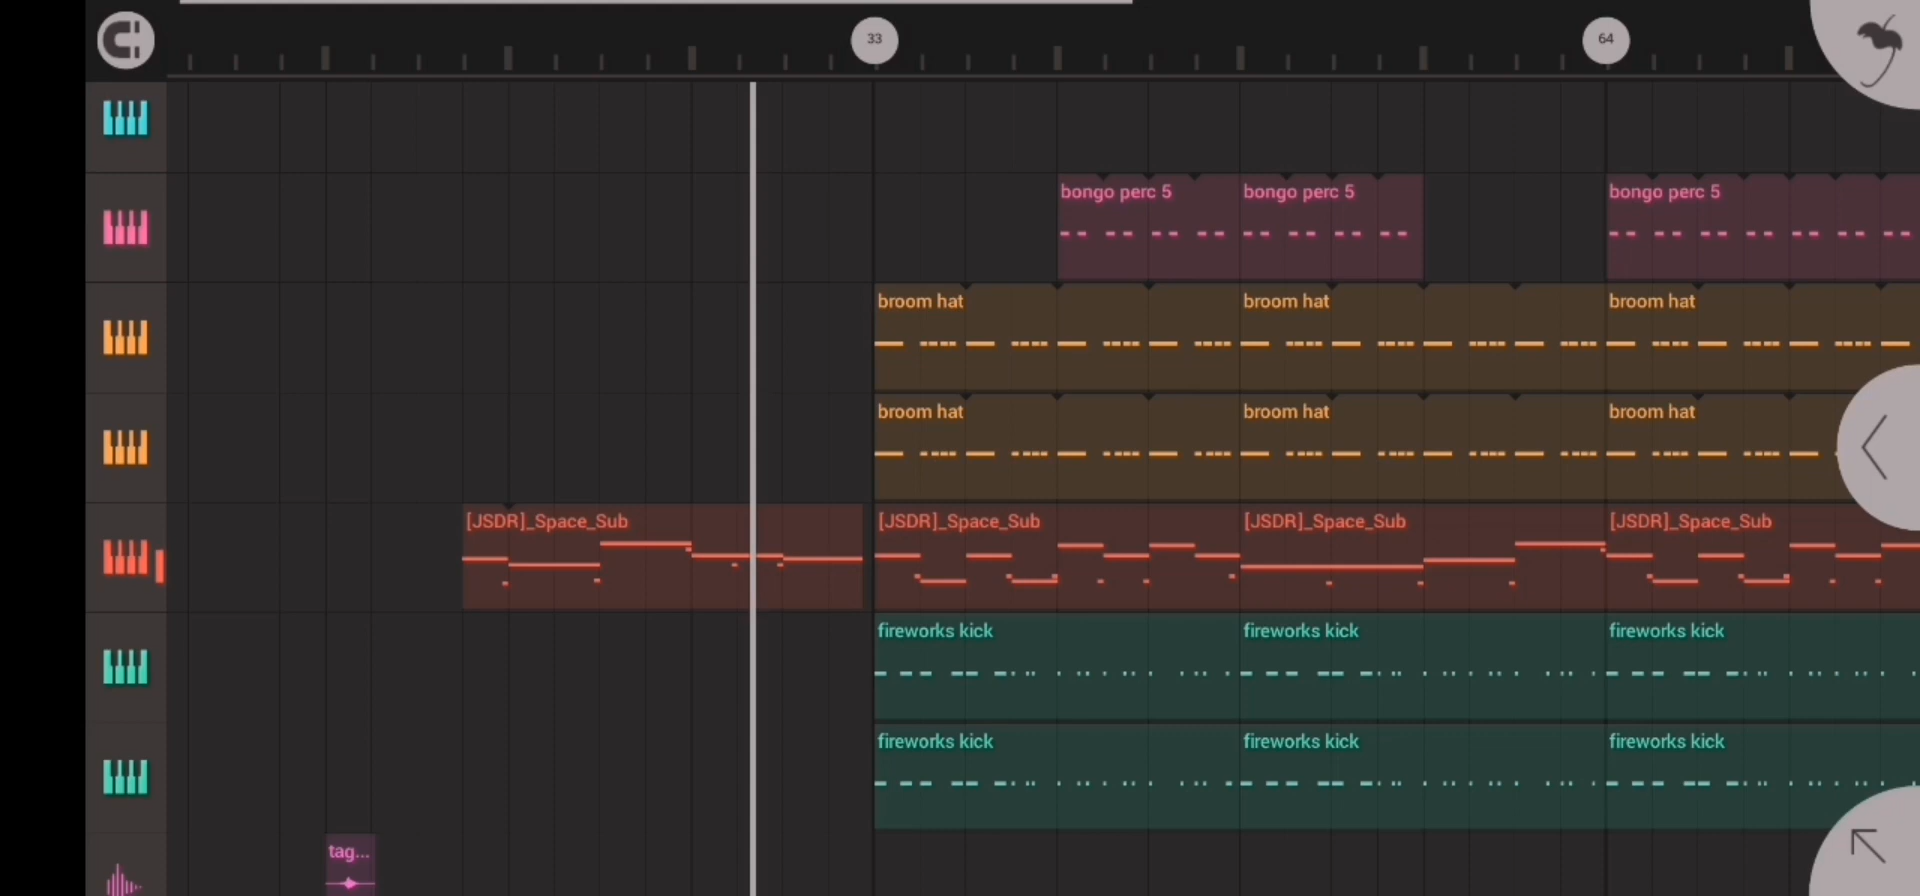 33 64
bongo perc 5 bongo perc 5 bongo perc 5
broom hat broom hat broom hat
broom hat broom hat broom hat
[JSDR]_Space_Sub [JSDR]_Space_Sub [JSDR]_Space_Sub [JSDR]_Space_Sub
fireworks kick fireworks kick fireworks kick
fireworks kick fireworks kick fireworks kick
tag...